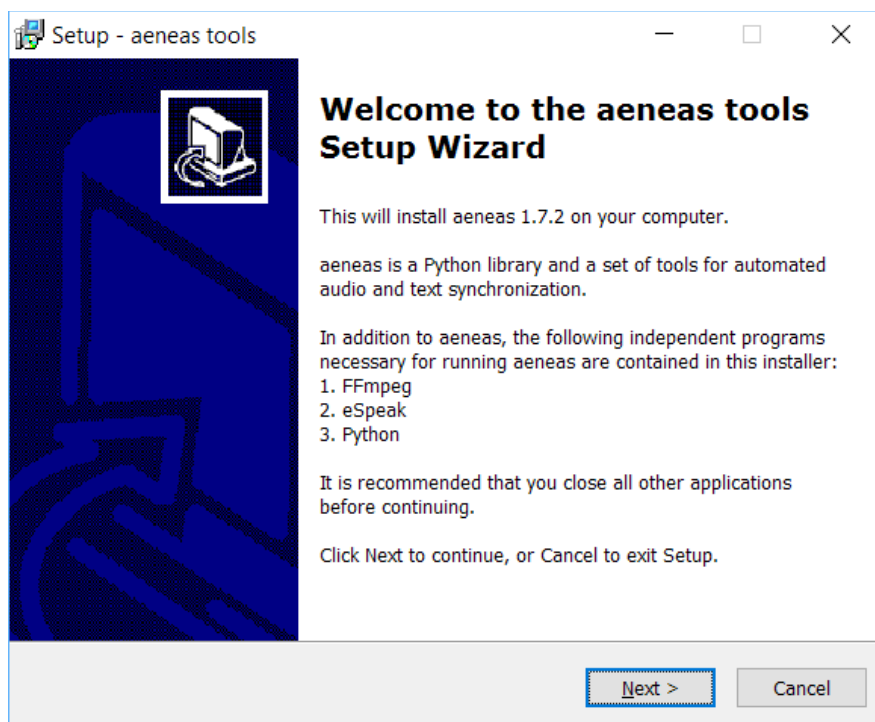 Setup - aeneas tools
Welcome to the aeneas tools
Setup Wizard
This will install aeneas 1.7.2 on your computer.
aeneas is a Python library and a set of tools for automated
audio and text synchronization.
In addition to aeneas, the following independent programs
necessary for running aeneas are contained in this installer:
1. FFmpeg
2. eSpeak
3. Python
It is recommended that you close all other applications
before continuing.
Click Next to continue, or Cancel to exit Setup.
Next >
Cancel